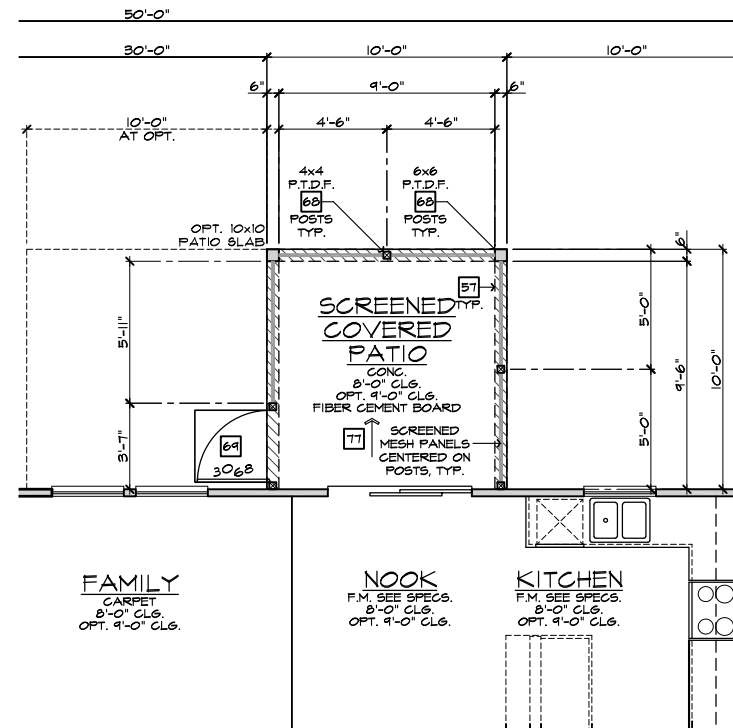 50'-0"
30'-0"
10'-0"
10'-0"
6"
9'-0"
6"
10'-0"
AT OPT.
4'-6"
4'-6"
4x4
P.T.D.F.
68
POSTS
TYP.
6x6
P.T.D.F.
68
POSTS
TYP.
OPT. 10x10
PATIO SLAB
6"
57
TYP.
SCREENED
COVERED
PATIO
CONC.
8'-0" CLG.
OPT. 9'-0" CLG.
FIBER CEMENT BOARD
5'-11"
5'-0"
9'-6"
10'-0"
77
SCREENED
MESH PANELS
CENTERED ON
POSTS, TYP.
69
3068
3'-7"
5'-0"
FAMILY
CARPET
8'-0" CLG.
OPT. 9'-0" CLG.
NOOK
F.M. SEE SPECS.
8'-0" CLG.
OPT. 9'-0" CLG.
KITCHEN
F.M. SEE SPECS.
8'-0" CLG.
OPT. 9'-0" CLG.